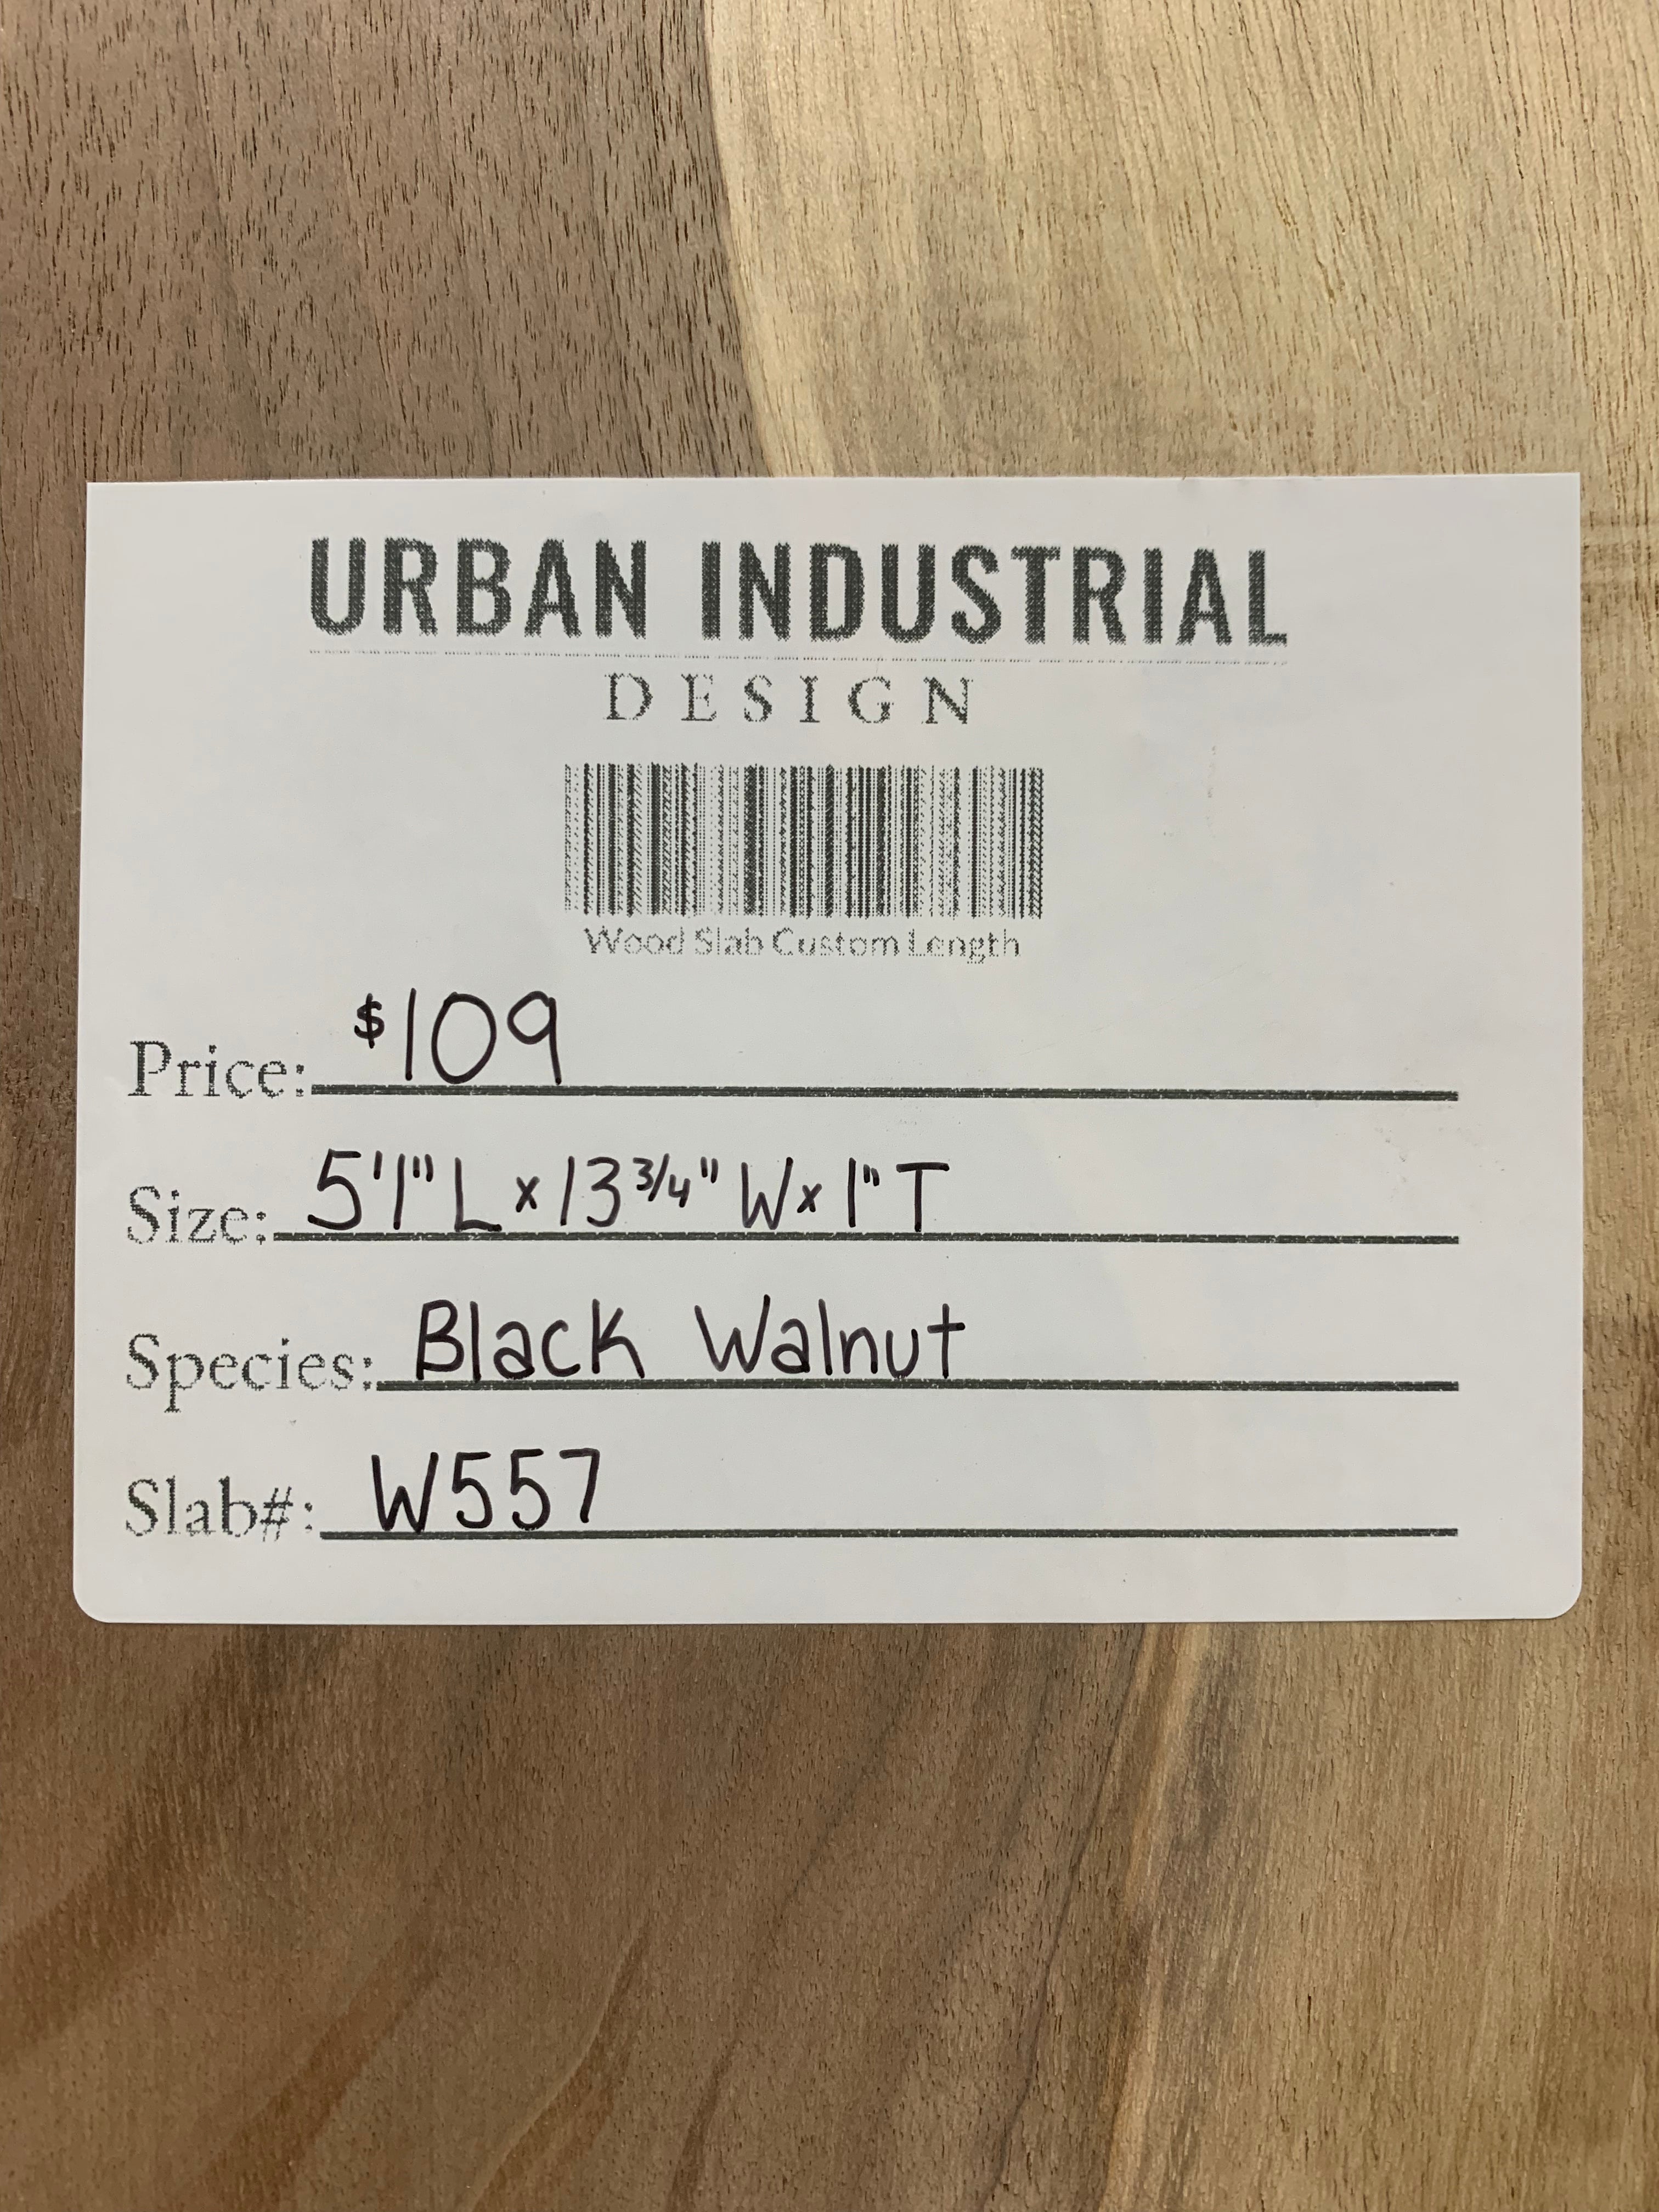 URBAN INDUSTRIAL
DESIGN
Wood Slab Custom Length
Price: $109
Size: 5'1" L x 13 3/4" W x 1" T
Species: Black Walnut
Slab#: W557